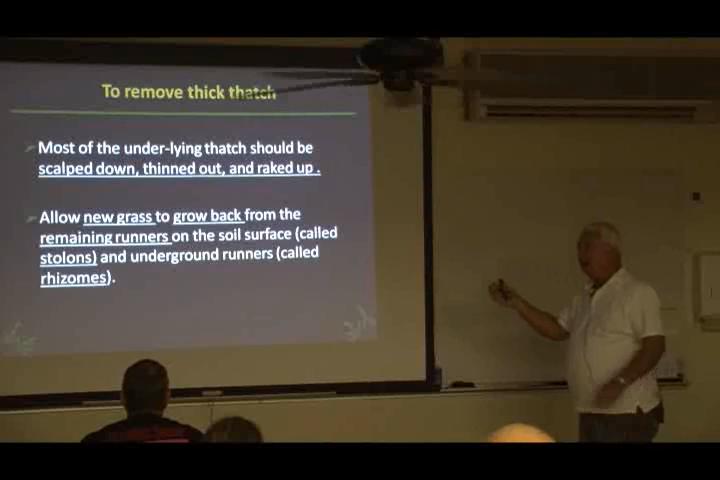 To remove thick thatch
Most of the under-lying thatch should be
scalped down, thinned out, and raked up .
Allow new grass to grow back from the
remaining runners on the soil surface (called
stolons) and underground runners (called
rhizomes).